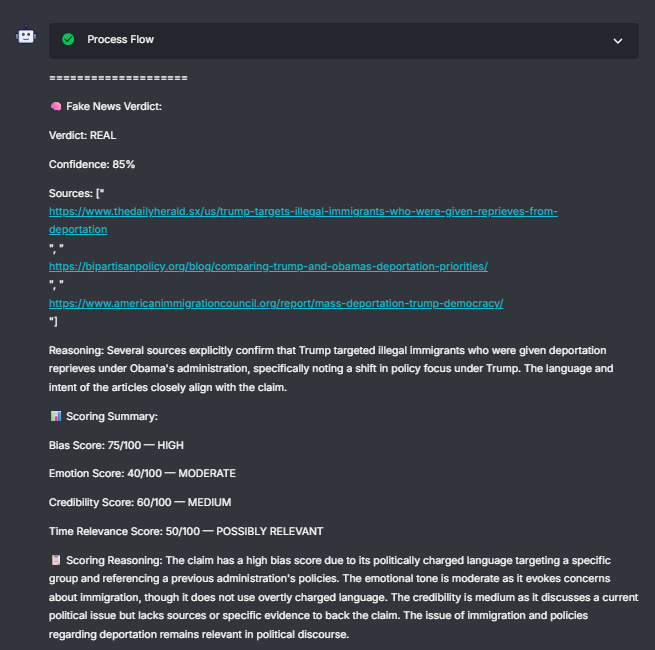 Process Flow
====================
🧠 Fake News Verdict:
Verdict: REAL
Confidence: 85%
Sources: ["
https://www.thedailyherald.sx/us/trump-targets-illegal-immigrants-who-were-given-reprieves-from-
deportation
", "
https://bipartisanpolicy.org/blog/comparing-trump-and-obamas-deportation-priorities/
", "
https://www.americanimmigrationcouncil.org/report/mass-deportation-trump-democracy/
"]
Reasoning: Several sources explicitly confirm that Trump targeted illegal immigrants who were given deportation
reprieves under Obama's administration, specifically noting a shift in policy focus under Trump. The language and
intent of the articles closely align with the claim.
📊 Scoring Summary:
Bias Score: 75/100 — HIGH
Emotion Score: 40/100 — MODERATE
Credibility Score: 60/100 — MEDIUM
Time Relevance Score: 50/100 — POSSIBLY RELEVANT
📋 Scoring Reasoning: The claim has a high bias score due to its politically charged language targeting a specific
group and referencing a previous administration's policies. The emotional tone is moderate as it evokes concerns
about immigration, though it does not use overtly charged language. The credibility is medium as it discusses a current
political issue but lacks sources or specific evidence to back the claim. The issue of immigration and policies
regarding deportation remains relevant in political discourse.